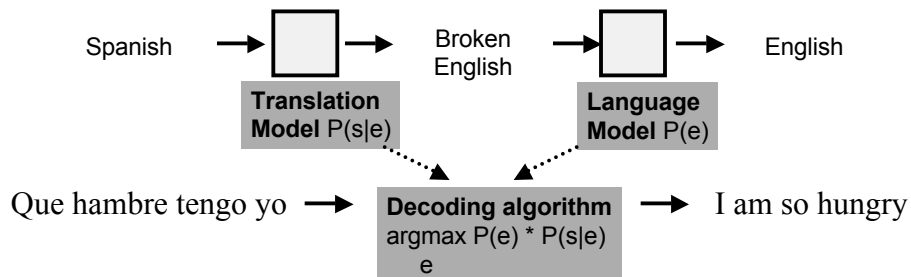 Spanish
Broken
English
English
Translation
Model P(s|e)
Language
Model P(e)
Que hambre tengo yo
Decoding algorithm
argmax P(e) * P(s|e)
e
I am so hungry